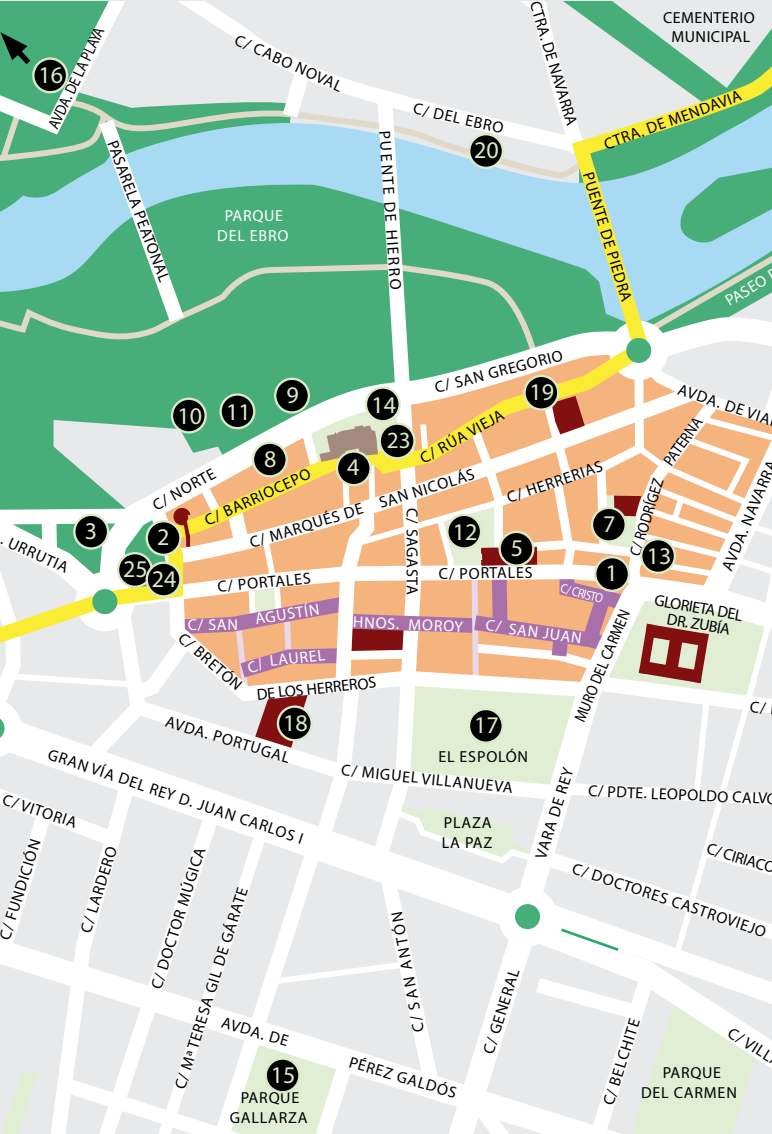 CEMENTERIO
MUNICIPAL
CTRA. DE NAVARRA
C/ CABO NOVAL
16
AVDA. DE LA PLAYA
CTRA. DE MENDAVIA
C/ DEL EBRO
20
PASARELA PEATONAL
PUENTE DE HIERRO
PUENTE DE PIEDRA
PARQUE
DEL EBRO
PASEO
C/ SAN GREGORIO
19
AVDA. DE
9
14
10
11
23
C/ RÚA VIEJA
PATERNA
8
4
C/ NORTE
C/ BARRIOCEPO
SAN NICOLÁS
C/ HERRERIAS
C/ RODRÍGEZ
AVDA. NAVARRA
C/ MARQUÉS DE
C/ SAGASTA
3
2
12
7
5
13
. URRUTIA
25
24
C/ PORTALES
C/ PORTALES
1
C/CRISTO
GLORIETA DEL
DR. ZUBÍA
C/ SAN AGUSTÍN
HNOS. MOROY
C/ SAN JUAN
C/ LAUREL
MURO DEL CARMEN
C/ BRETÓN
DE LOS HERREROS
C/
18
17
AVDA. PORTUGAL
EL ESPOLÓN
C/ MIGUEL VILLANUEVA
C/ PDTE. LEOPOLDO CALVO
GRAN VÍA DEL REY D. JUAN CARLOS I
VARA DE REY
C/ VITORIA
PLAZA
LA PAZ
C/ CIRIACO
C/ FUNDICIÓN
C/ LARDERO
C/ DOCTOR MÚGICA
C/ DOCTORES CASTROVIEJO
C/ Mª TERESA GIL DE GÁRATE
C/ SAN ANTÓN
C/ GENERAL
AVDA. DE
PÉREZ GALDÓS
C/ BELCHITE
C/ VILLA
15
PARQUE
GALLARZA
PARQUE
DEL CARMEN